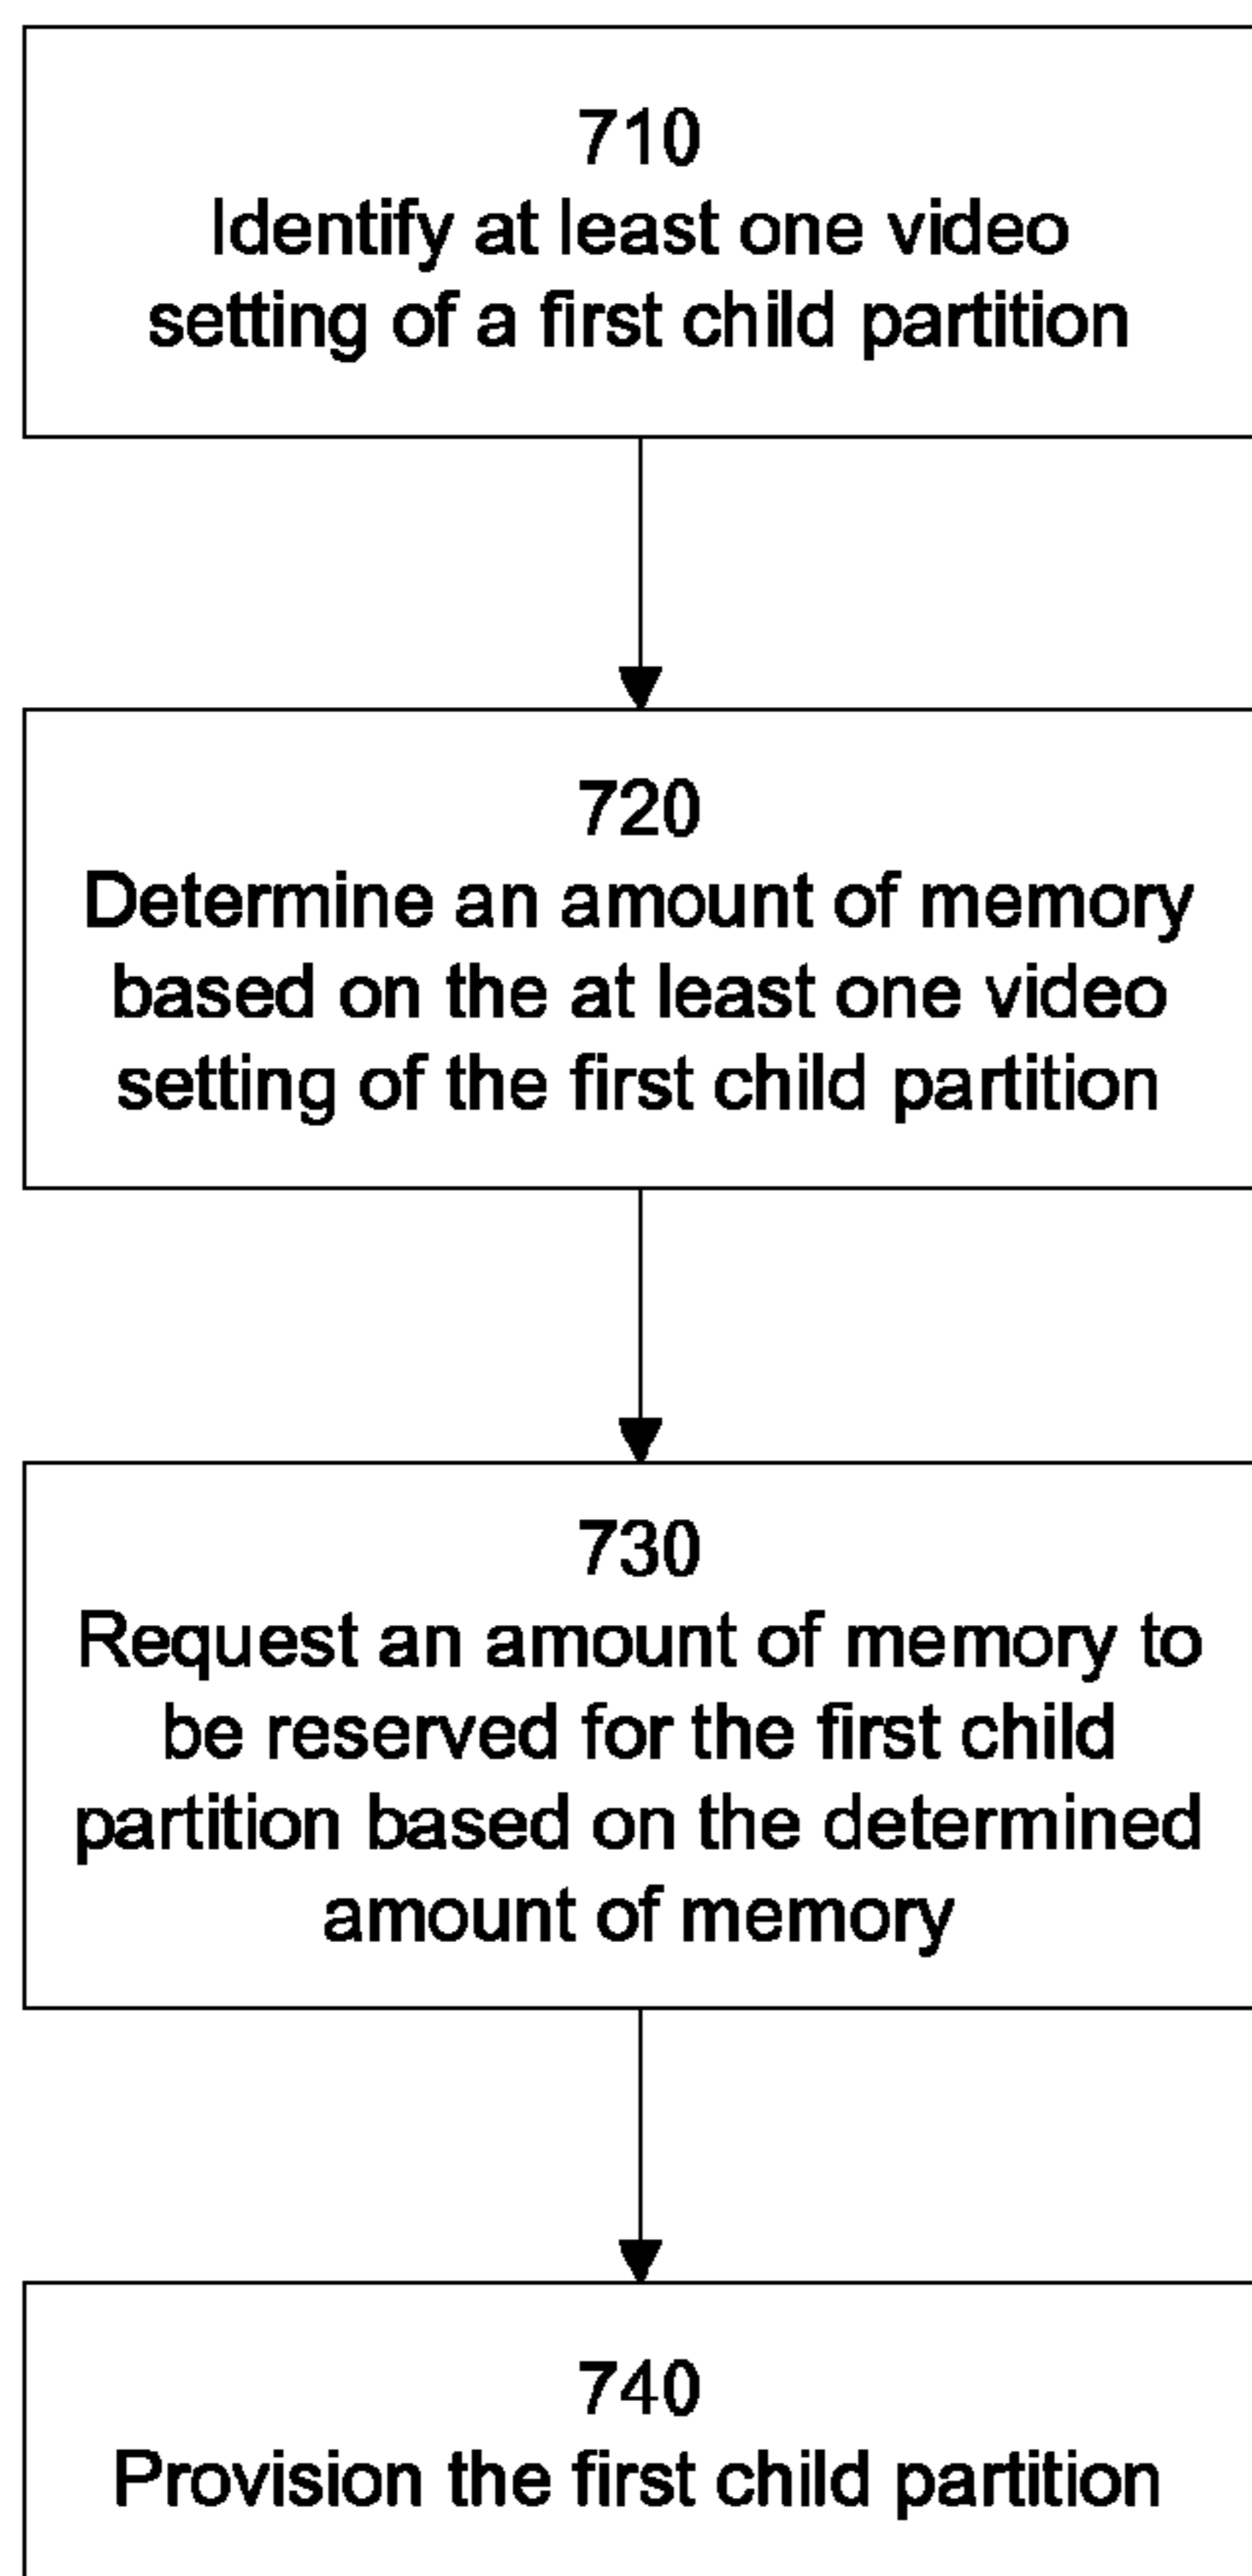 710
Identify at least one video
setting of a first child partition
720
Determine an amount of memory
based on the at least one video
setting of the first child partition
730
Request an amount of memory to
be reserved for the first child
partition based on the determined
amount of memory
740
Provision the first child partition